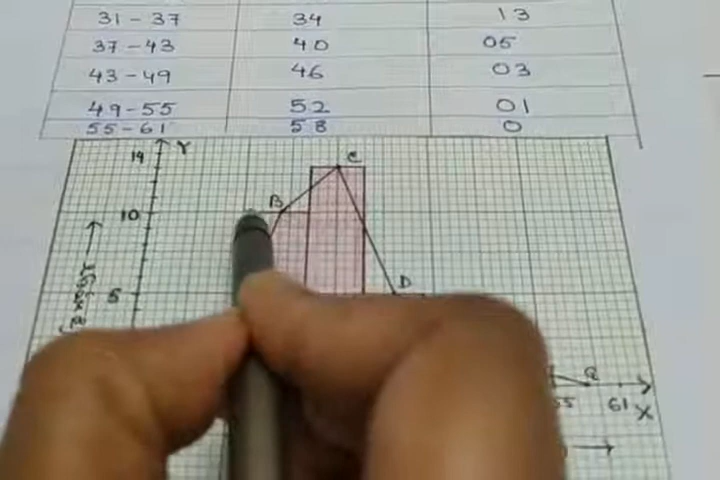 31 - 37 34 13
37 - 43 40 05
43 - 49 46 03
49 - 55 52 01
55 - 61 58 0
14 Y C
B
10
5 D
Q
55 61 X